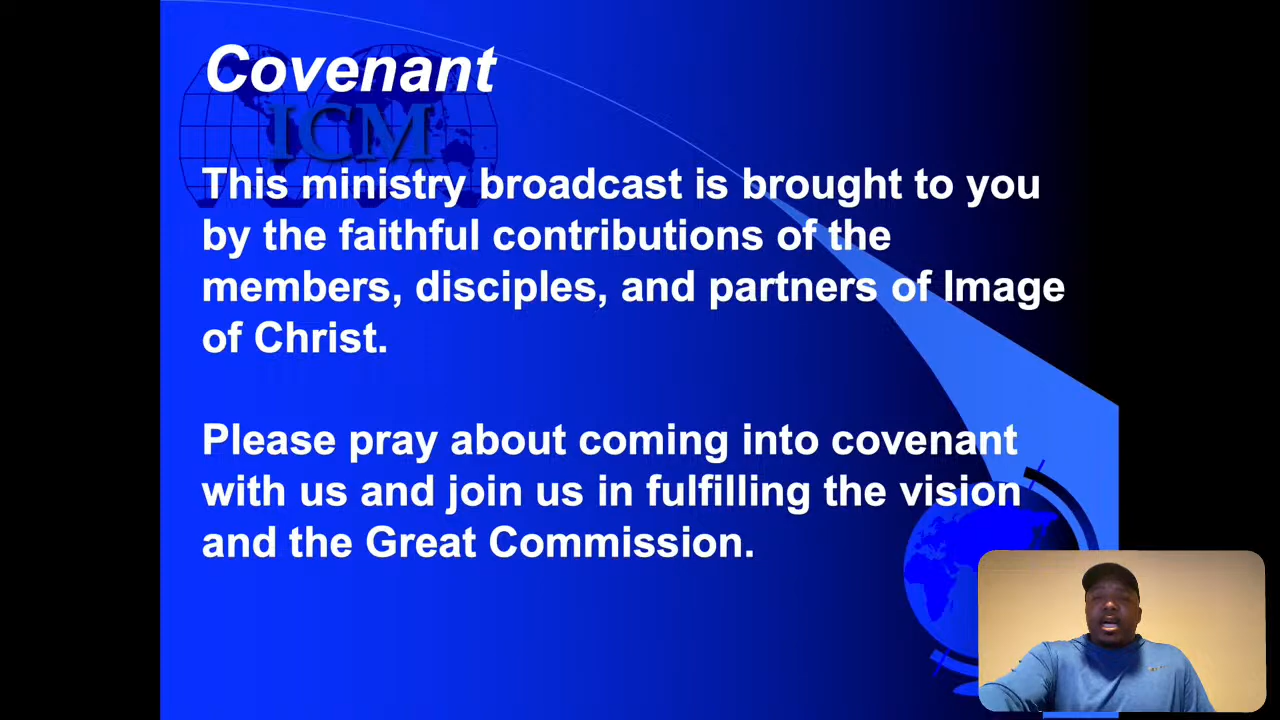 Covenant
ICM
This ministry broadcast is brought to you
by the faithful contributions of the
members, disciples, and partners of Image
of Christ.
Please pray about coming into covenant
with us and join us in fulfilling the vision
and the Great Commission.